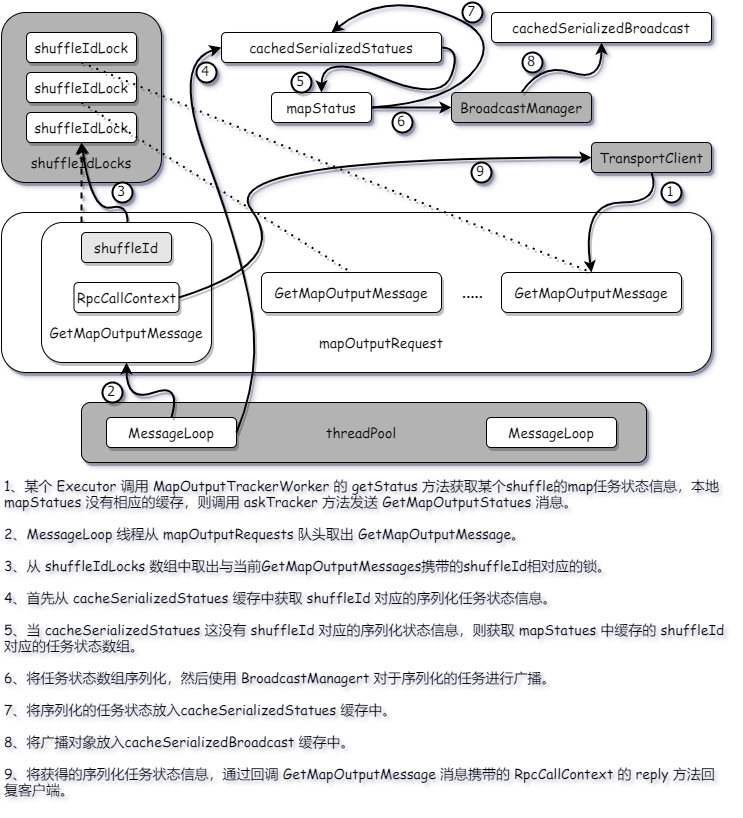 shuffleIdLock
shuffleIdLock
shuffleIdLock
shuffleIdLocks
cachedSerializedStatues
cachedSerializedBroadcast
mapStatus
BroadcastManager
TransportClient
7
4
5
6
8
9
1
3
2
shuffleId
RpcCallContext
GetMapOutputMessage
GetMapOutputMessage
.....
GetMapOutputMessage
mapOutputRequest
MessageLoop
threadPool
MessageLoop
1、某个 Executor 调用 MapOutputTrackerWorker 的 getStatus 方法获取某个shuffle的map任务状态信息，本地
mapStatues 没有相应的缓存，则调用 askTracker 方法发送 GetMapOutputStatues 消息。
2、MessageLoop 线程从 mapOutputRequests 队头取出 GetMapOutputMessage。
3、从 shuffleIdLocks 数组中取出与当前GetMapOutputMessages携带的shuffleId相对应的锁。
4、首先从 cacheSerializedStatues 缓存中获取 shuffleId 对应的序列化任务状态信息。
5、当 cacheSerializedStatues 这没有 shuffleId 对应的序列化状态信息，则获取 mapStatues 中缓存的 shuffleId
对应的任务状态数组。
6、将任务状态数组序列化，然后使用 BroadcastManagert 对于序列化的任务进行广播。
7、将序列化的任务状态放入cacheSerializedStatues 缓存中。
8、将广播对象放入cacheSerializedBroadcast 缓存中。
9、将获得的序列化任务状态信息，通过回调 GetMapOutputMessage 消息携带的 RpcCallContext 的 reply 方法回
复客户端。